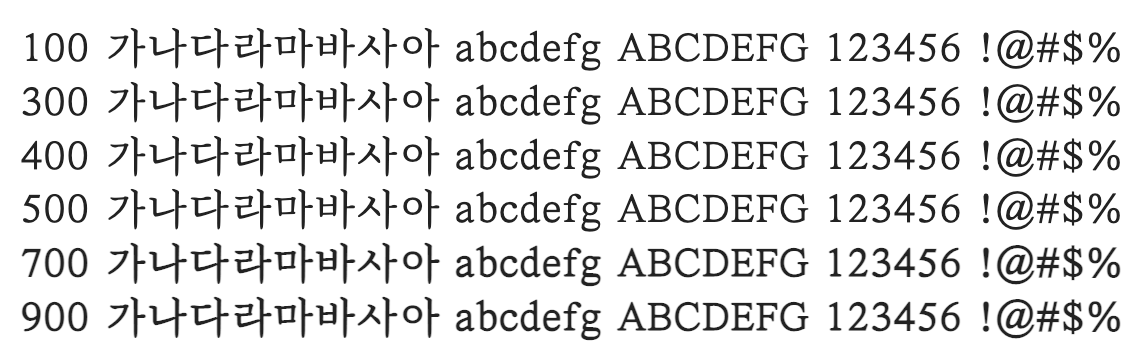 100 가나다라마바사아 abcdefg ABCDEFG 123456 !@#$%
300 가나다라마바사아 abcdefg ABCDEFG 123456 !@#$%
400 가나다라마바사아 abcdefg ABCDEFG 123456 !@#$%
500 가나다라마바사아 abcdefg ABCDEFG 123456 !@#$%
700 가나다라마바사아 abcdefg ABCDEFG 123456 !@#$%
900 가나다라마바사아 abcdefg ABCDEFG 123456 !@#$%